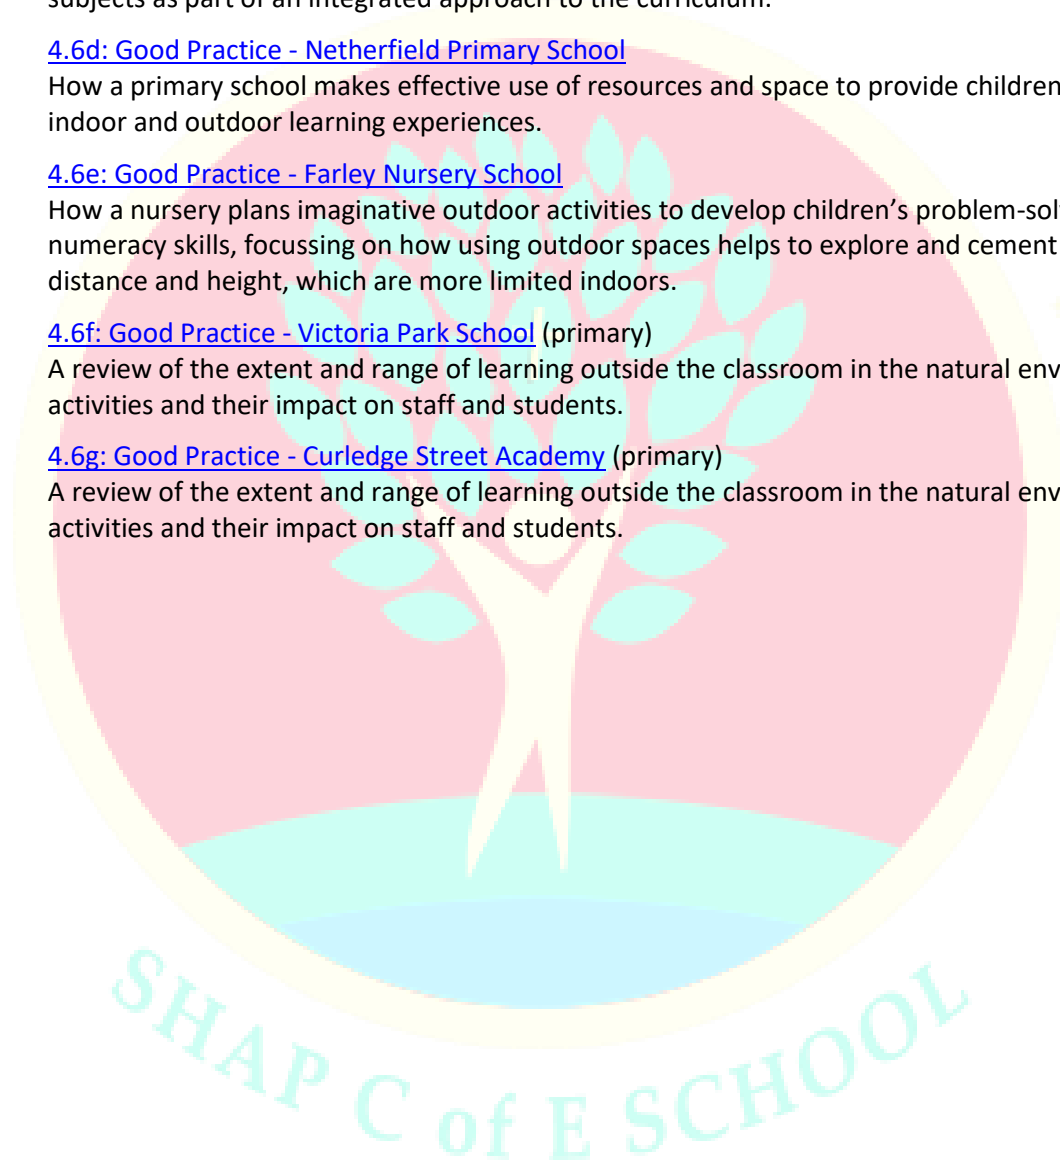 subjects as part of an integrated approach to the curriculum.
4.6d: Good Practice - Netherfield Primary School
How a primary school makes effective use of resources and space to provide children
indoor and outdoor learning experiences.
4.6e: Good Practice - Farley Nursery School
How a nursery plans imaginative outdoor activities to develop children’s problem-sol
numeracy skills, focussing on how using outdoor spaces helps to explore and cement
distance and height, which are more limited indoors.
4.6f: Good Practice - Victoria Park School (primary)
A review of the extent and range of learning outside the classroom in the natural env
activities and their impact on staff and students.
4.6g: Good Practice - Curledge Street Academy (primary)
A review of the extent and range of learning outside the classroom in the natural env
activities and their impact on staff and students.
SHAP C of E SCHOOL